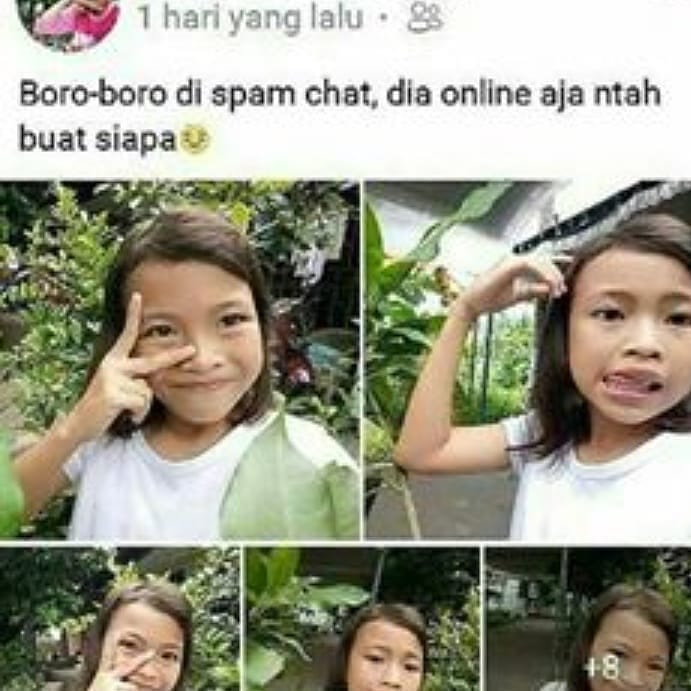 1 hari yang lalu ·
Boro-boro di spam chat, dia online aja ntah
buat siapa
+8